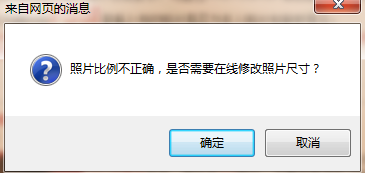 来自网页的消息
照片比例不正确，是否需要在线修改照片尺寸？
确定
取消